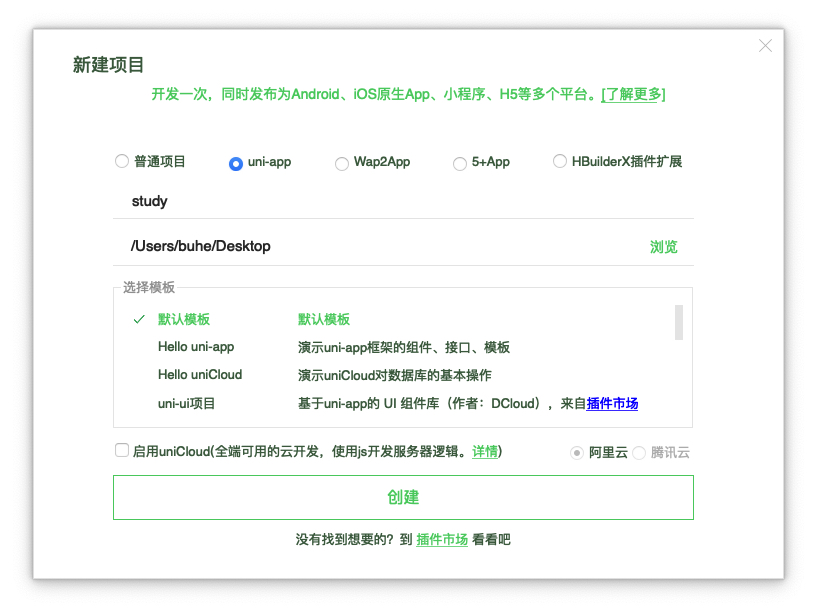 新建项目
开发一次，同时发布为Android、iOS原生App、小程序、H5等多个平台。[了解更多]
普通项目 uni-app Wap2App 5+App HBuilderX插件扩展
study
/Users/buhe/Desktop 浏览
选择模板
默认模板 默认模板
Hello uni-app 演示uni-app框架的组件、接口、模板
Hello uniCloud 演示uniCloud对数据库的基本操作
uni-ui项目 基于uni-app的 UI 组件库（作者：DCloud），来自插件市场
启用uniCloud(全端可用的云开发，使用js开发服务器逻辑。详情) 阿里云 腾讯云
创建
没有找到想要的？到 插件市场 看看吧